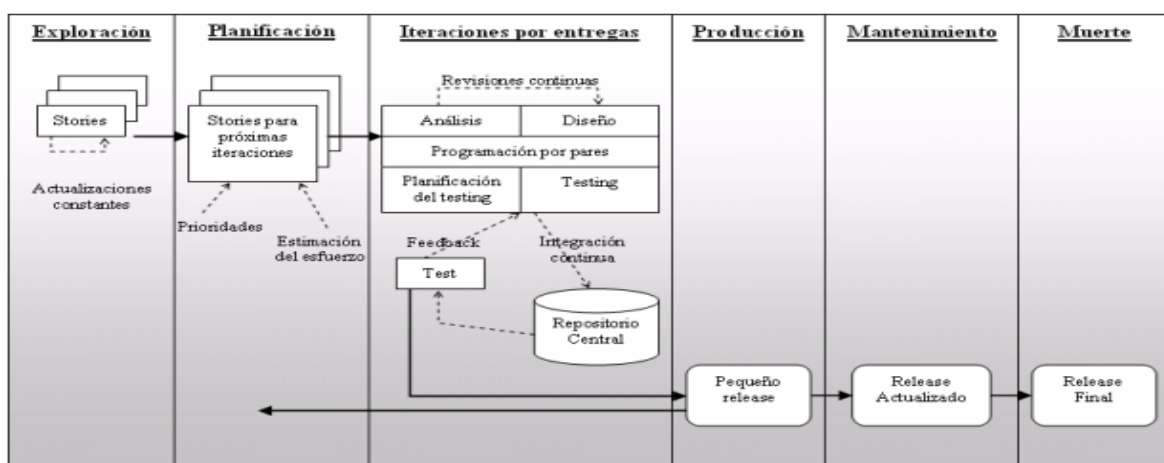 Exploración
Planificación
Iteraciones por entregas
Producción
Mantenimiento
Muerte
Stories
Actualizaciones
constantes
Stories para
próximas
iteraciones
Prioridades
Estimación
del esfuerzo
Revisiones continuas
Análisis
Diseño
Programación por pares
Planificación
del testing
Testing
Feedback
Integración
continua
Test
Repositorio
Central
Pequeño
release
Release
Actualizado
Release
Final